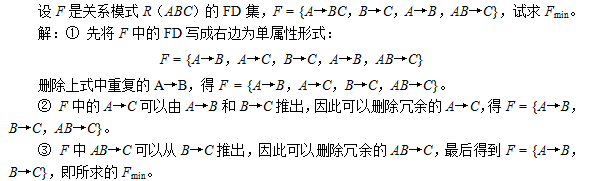 设 F 是关系模式 R（ABC）的 FD 集，F = {A→BC，B→C，A→B，AB→C}，试求 Fmin。
解：① 先将 F 中的 FD 写成右边为单属性形式：
F = {A→B，A→C，B→C，A→B，AB→C}
删除上式中重复的 A→B，得 F = {A→B，A→C，B→C，AB→C}。
② F 中的 A→C 可以由 A→B 和 B→C 推出，因此可以删除冗余的 A→C，得 F = {A→B，
B→C，AB→C}。
③ F 中 AB→C 可以从 B→C 推出，因此可以删除冗余的 AB→C，最后得到 F = {A→B，
B→C}，即所求的 Fmin。